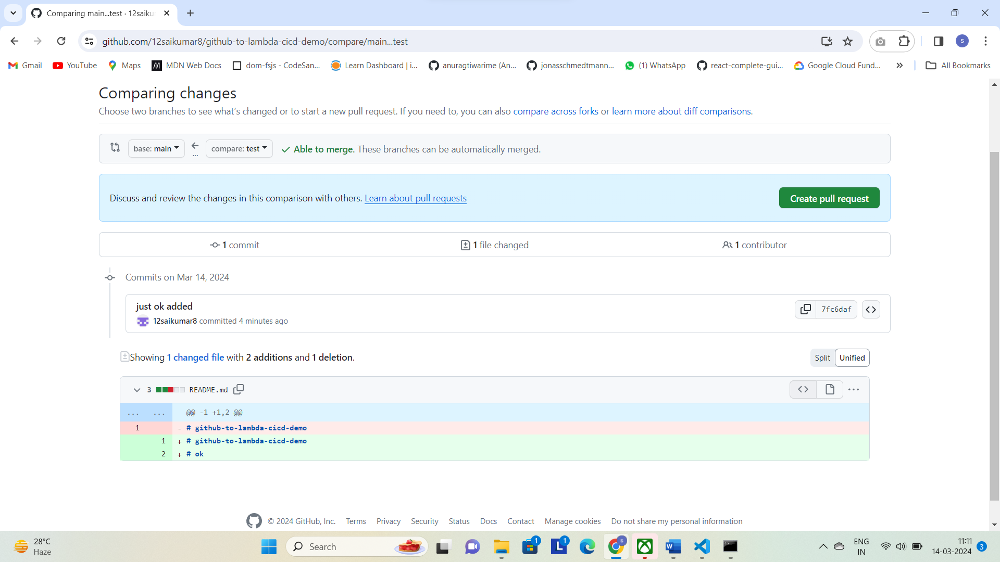 Comparing main...test · 12saiku
github.com/12saikumar8/github-to-lambda-cicd-demo/compare/main...test
S
Gmail YouTube Maps MDN Web Docs dom-fsjs - CodeSan... Learn Dashboard | i... anuragtiwarime (An... jonasschmedtmann... (1) WhatsApp react-complete-gui... Google Cloud Fund... All Bookmarks
Comparing changes
Choose two branches to see what's changed or to start a new pull request. If you need to, you can also compare across forks or learn more about diff comparisons.
base: main ... compare: test Able to merge. These branches can be automatically merged.
Discuss and review the changes in this comparison with others. Learn about pull requests Create pull request
1 commit 1 file changed 1 contributor
Commits on Mar 14, 2024
just ok added
12saikumar8 committed 4 minutes ago
7fc6daf
Showing 1 changed file with 2 additions and 1 deletion.
Split Unified
3 README.md
... ... @@ -1 +1,2 @@
1 - # github-to-lambda-cicd-demo
1 + # github-to-lambda-cicd-demo
2 + # ok
© 2024 GitHub, Inc. Terms Privacy Security Status Docs Contact Manage cookies Do not share my personal information
28°C
Haze
Search
1
L 1
S
ENG
IN
11:11
14-03-2024
3